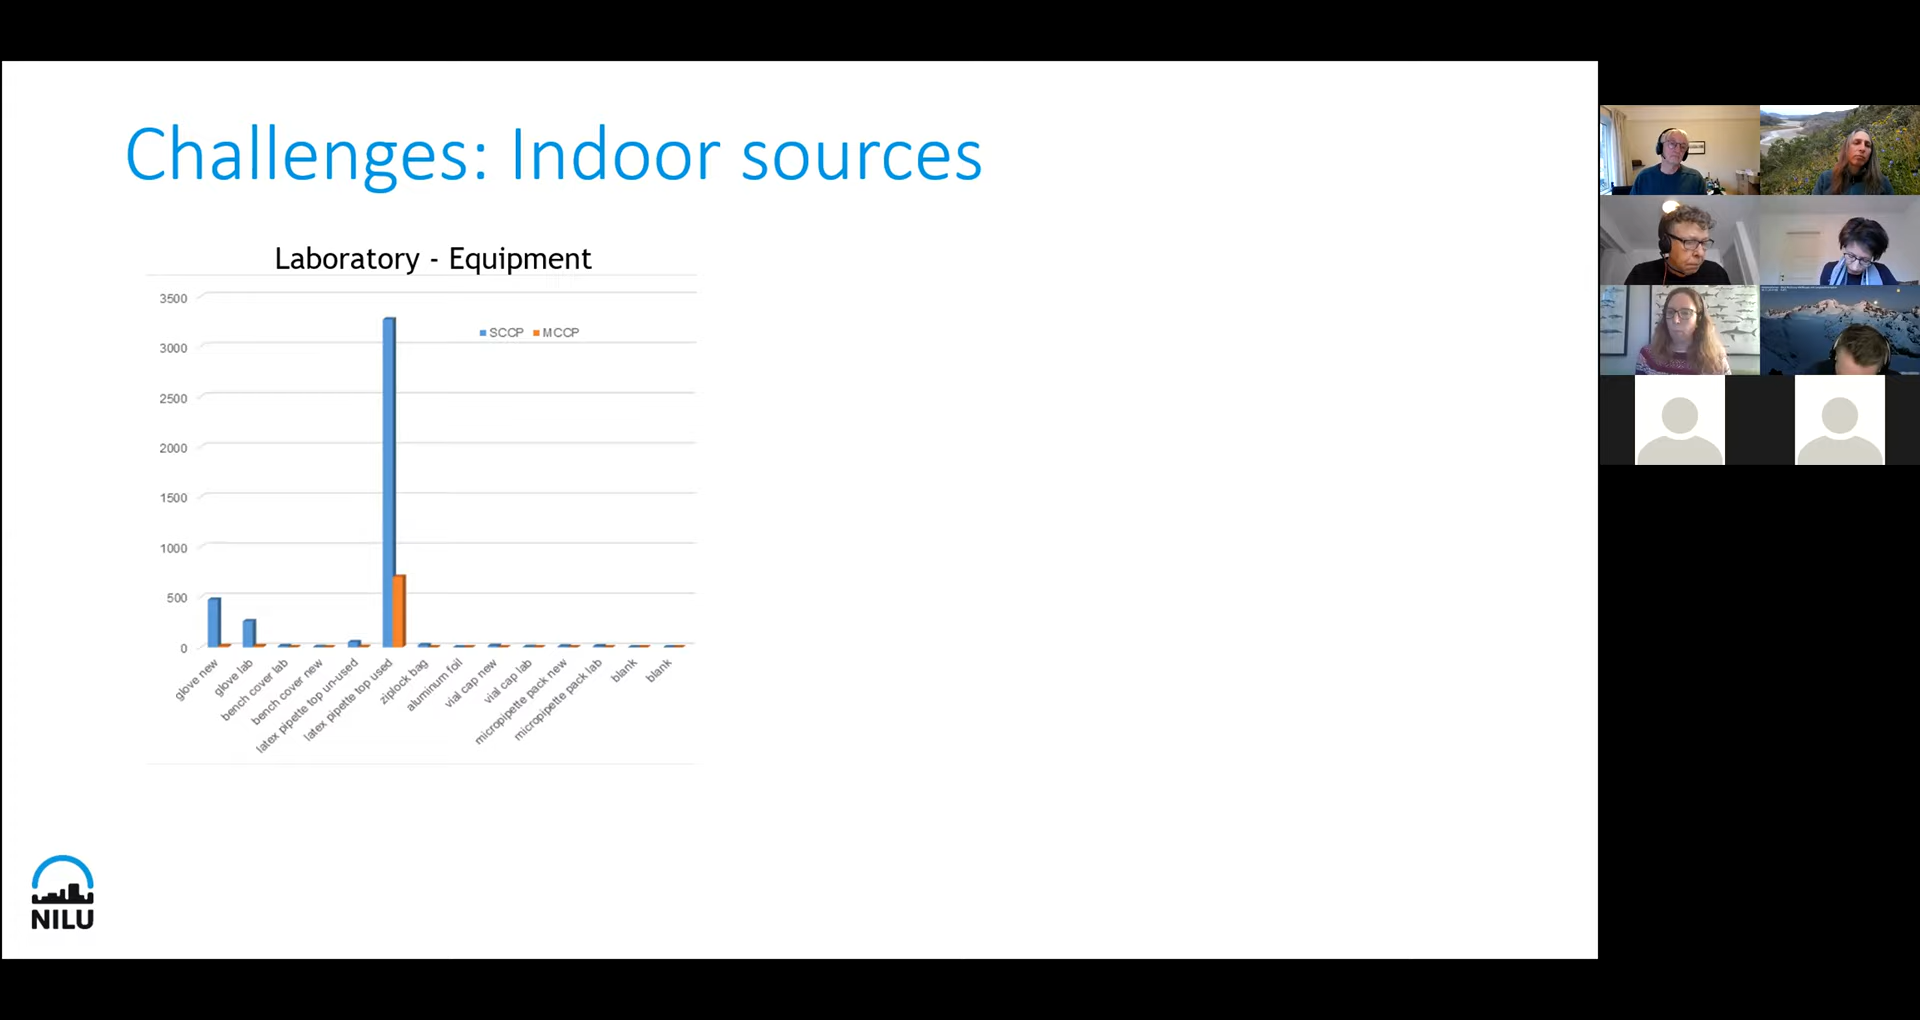 Challenges: Indoor sources
Laboratory - Equipment
3500
3000
2500
2000
1500
1000
500
0
SCCP MCCP
glove new
glove lab
bench cover lab
bench cover new
latex pipette top un-used
latex pipette top used
ziplock bag
aluminum foil
vial cap new
vial cap lab
micropipette pack new
micropipette pack lab
blank
blank
NILU